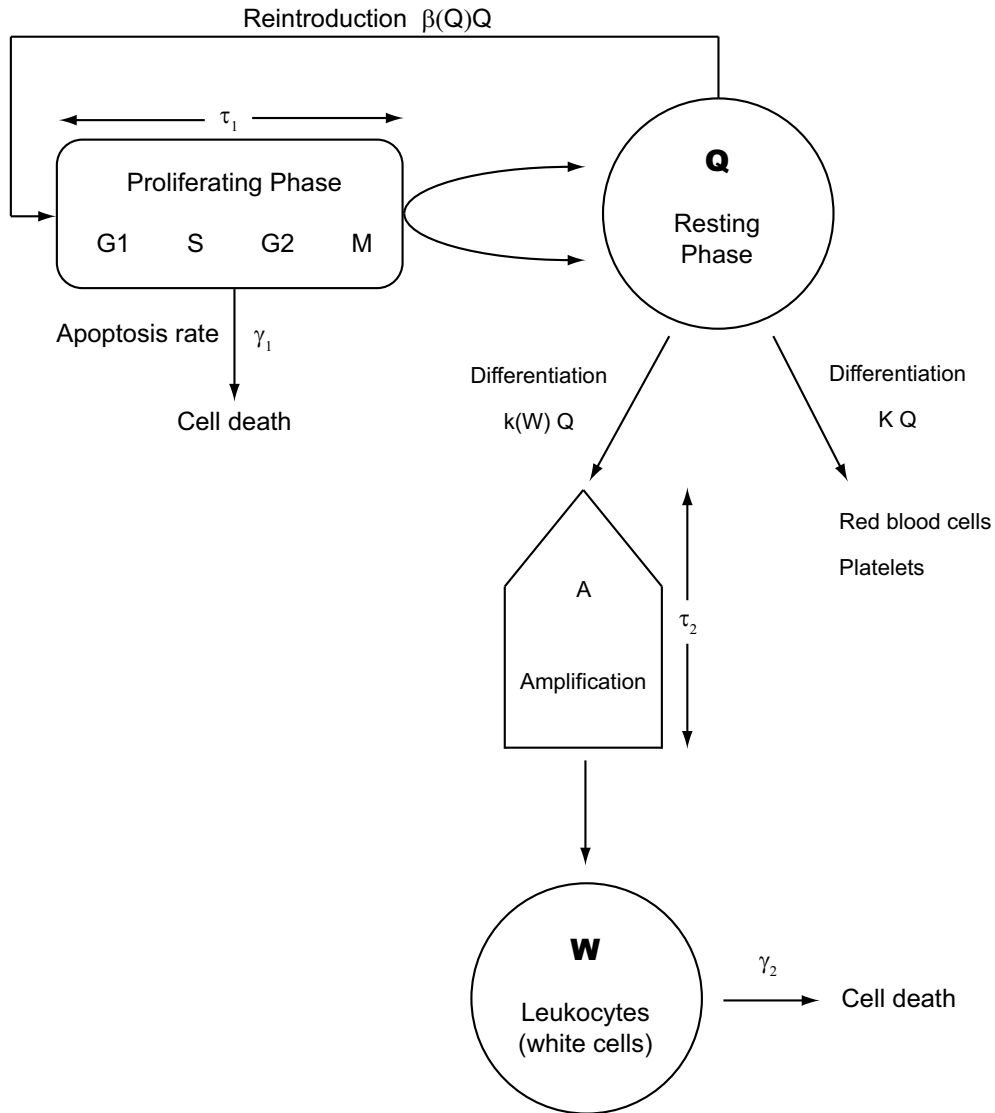 Reintroduction β(Q)Q
τ₁
Proliferating Phase
G1 S G2 M
Q
Resting
Phase
Apoptosis rate γ₁
Cell death
Differentiation
k(W) Q
Differentiation
K Q
Red blood cells
Platelets
A
Amplification
τ₂
W
Leukocytes
(white cells)
γ₂
Cell death